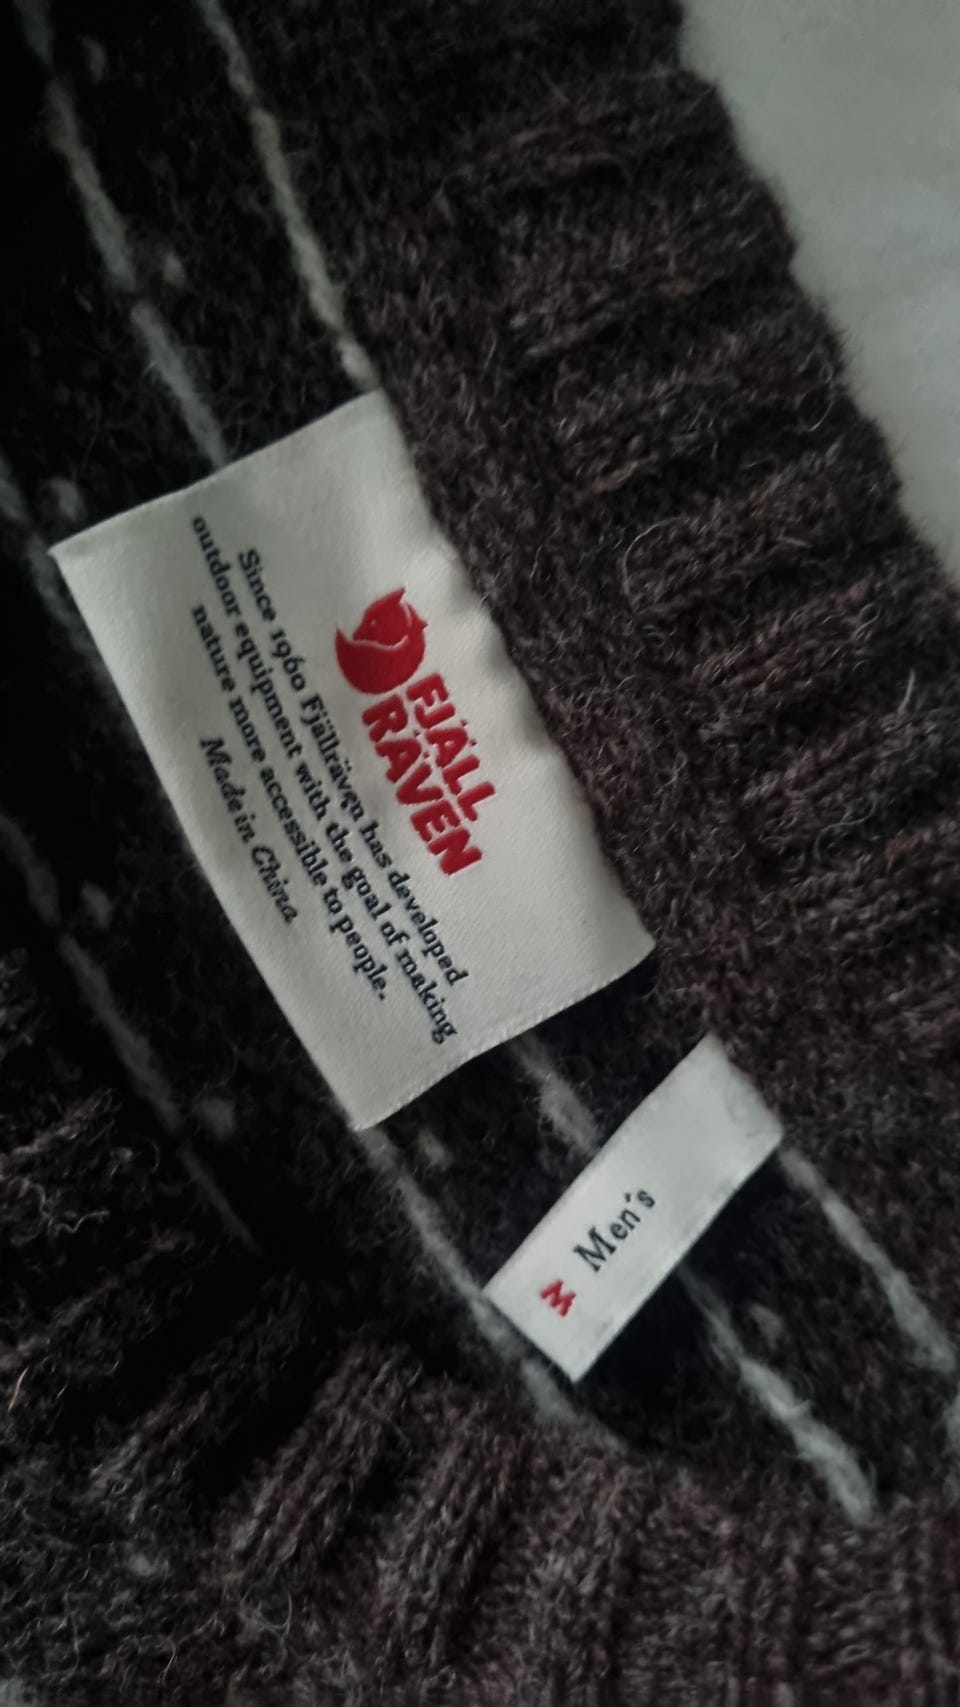 FJÄLL
RÄVEN
Since 1960 Fjällräven has developed
outdoor equipment with the goal of making
nature more accessible to people.
Made in China
Men's
M